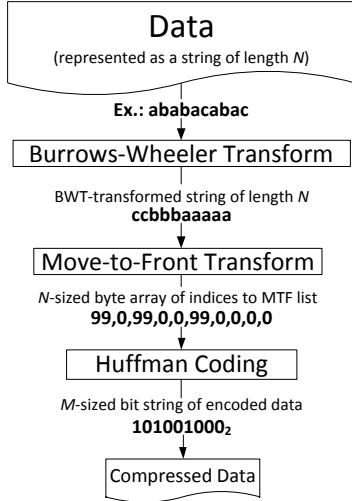 Data
(represented as a string of length N)
Ex.: ababacabac
Burrows-Wheeler Transform
BWT-transformed string of length N
ccbbbaaaaa
Move-to-Front Transform
N-sized byte array of indices to MTF list
99,0,99,0,0,99,0,0,0,0
Huffman Coding
M-sized bit string of encoded data
101001000₂
Compressed Data